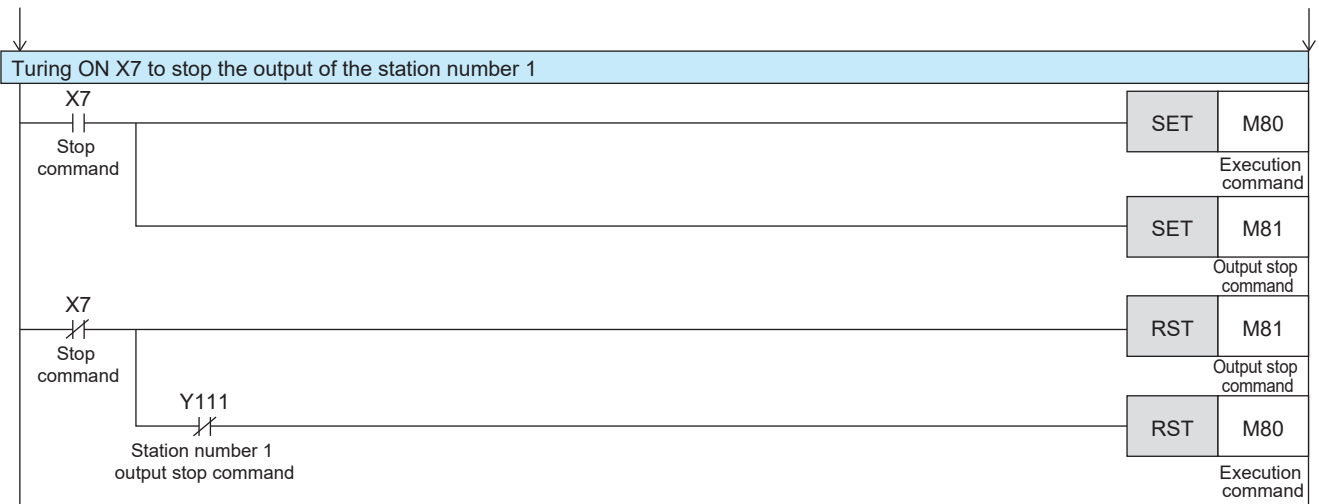 Turing ON X7 to stop the output of the station number 1
X7
Stop
command
SET M80
Execution
command
SET M81
Output stop
command
X7
Stop
command
RST M81
Output stop
command
Y111
Station number 1
output stop command
RST M80
Execution
command